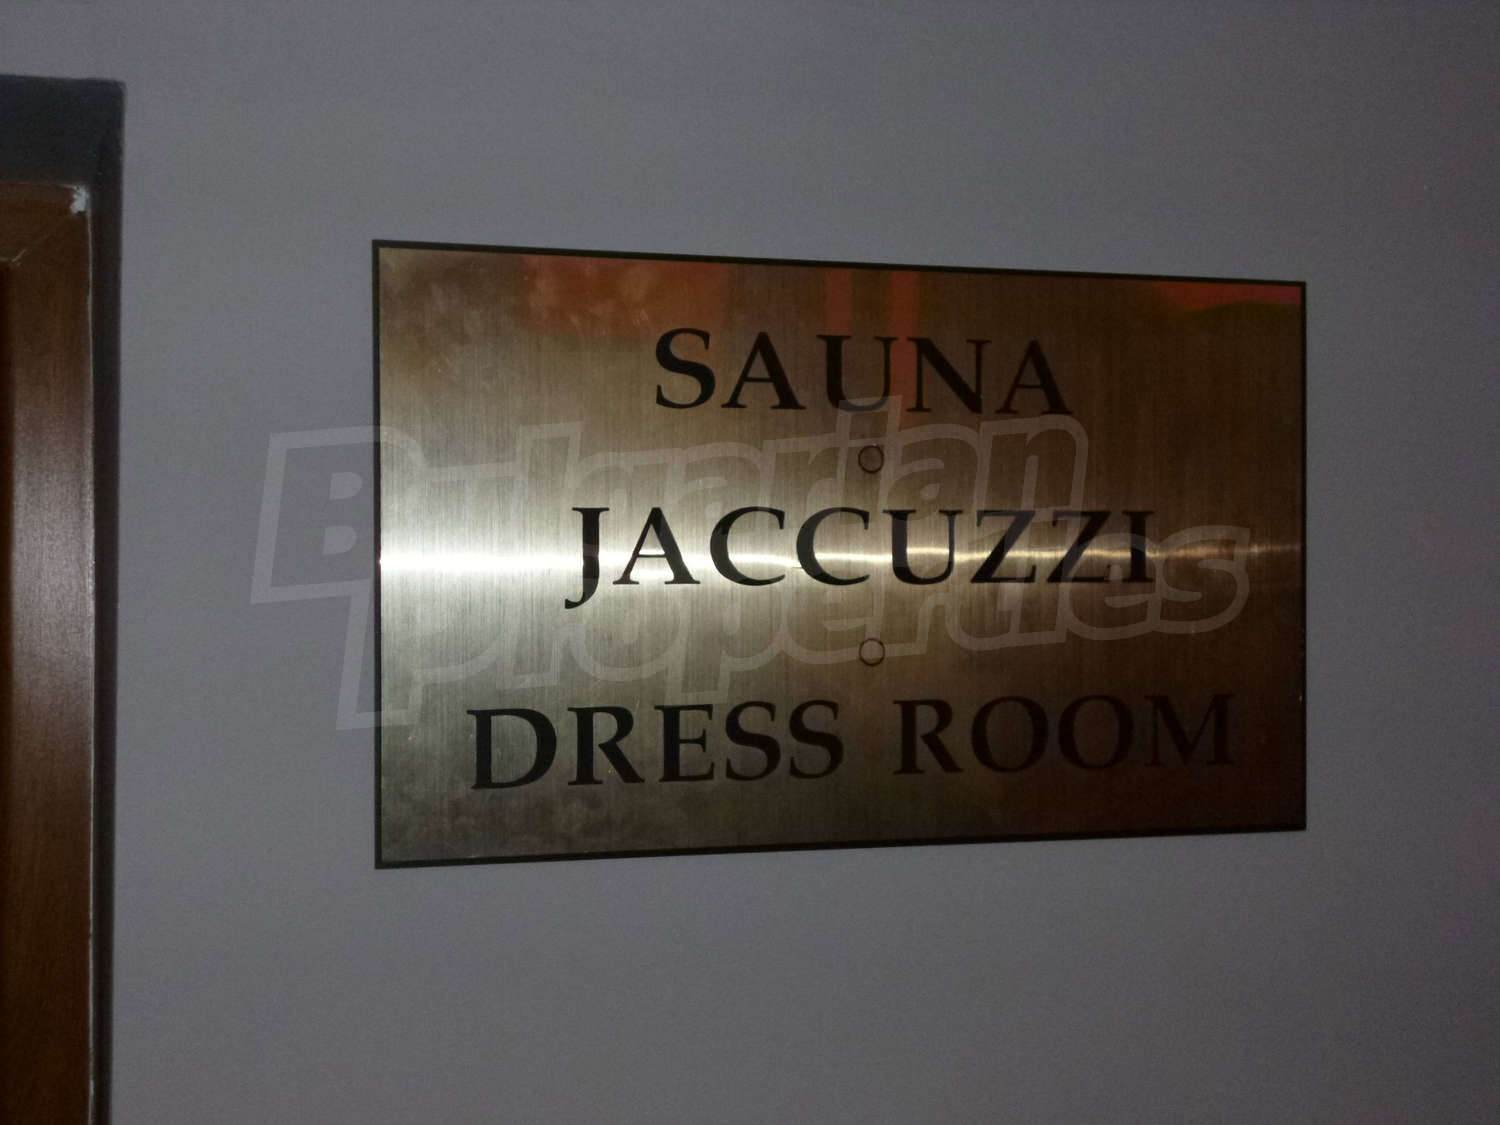 SAUNA
JACCUZZI
DRESS ROOM
Bulgarian
Properties